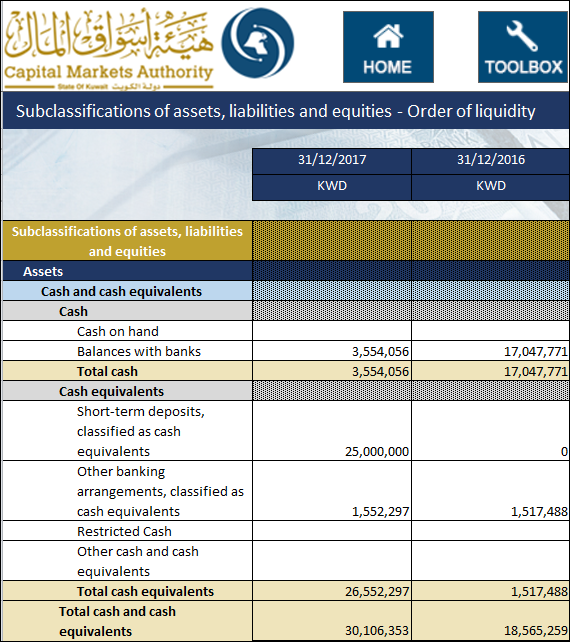 هيئة أسواق المال
Capital Markets Authority
State Of Kuwait دولة الكويت
HOME
TOOLBOX
Subclassifications of assets, liabilities and equities - Order of liquidity
31/12/2017 31/12/2016
KWD KWD
Subclassifications of assets, liabilities
and equities
Assets
Cash and cash equivalents
Cash
Cash on hand
Balances with banks 3,554,056 17,047,771
Total cash 3,554,056 17,047,771
Cash equivalents
Short-term deposits,
classified as cash
equivalents 25,000,000 0
Other banking
arrangements, classified as
cash equivalents 1,552,297 1,517,488
Restricted Cash
Other cash and cash
equivalents
Total cash equivalents 26,552,297 1,517,488
Total cash and cash
equivalents 30,106,353 18,565,259